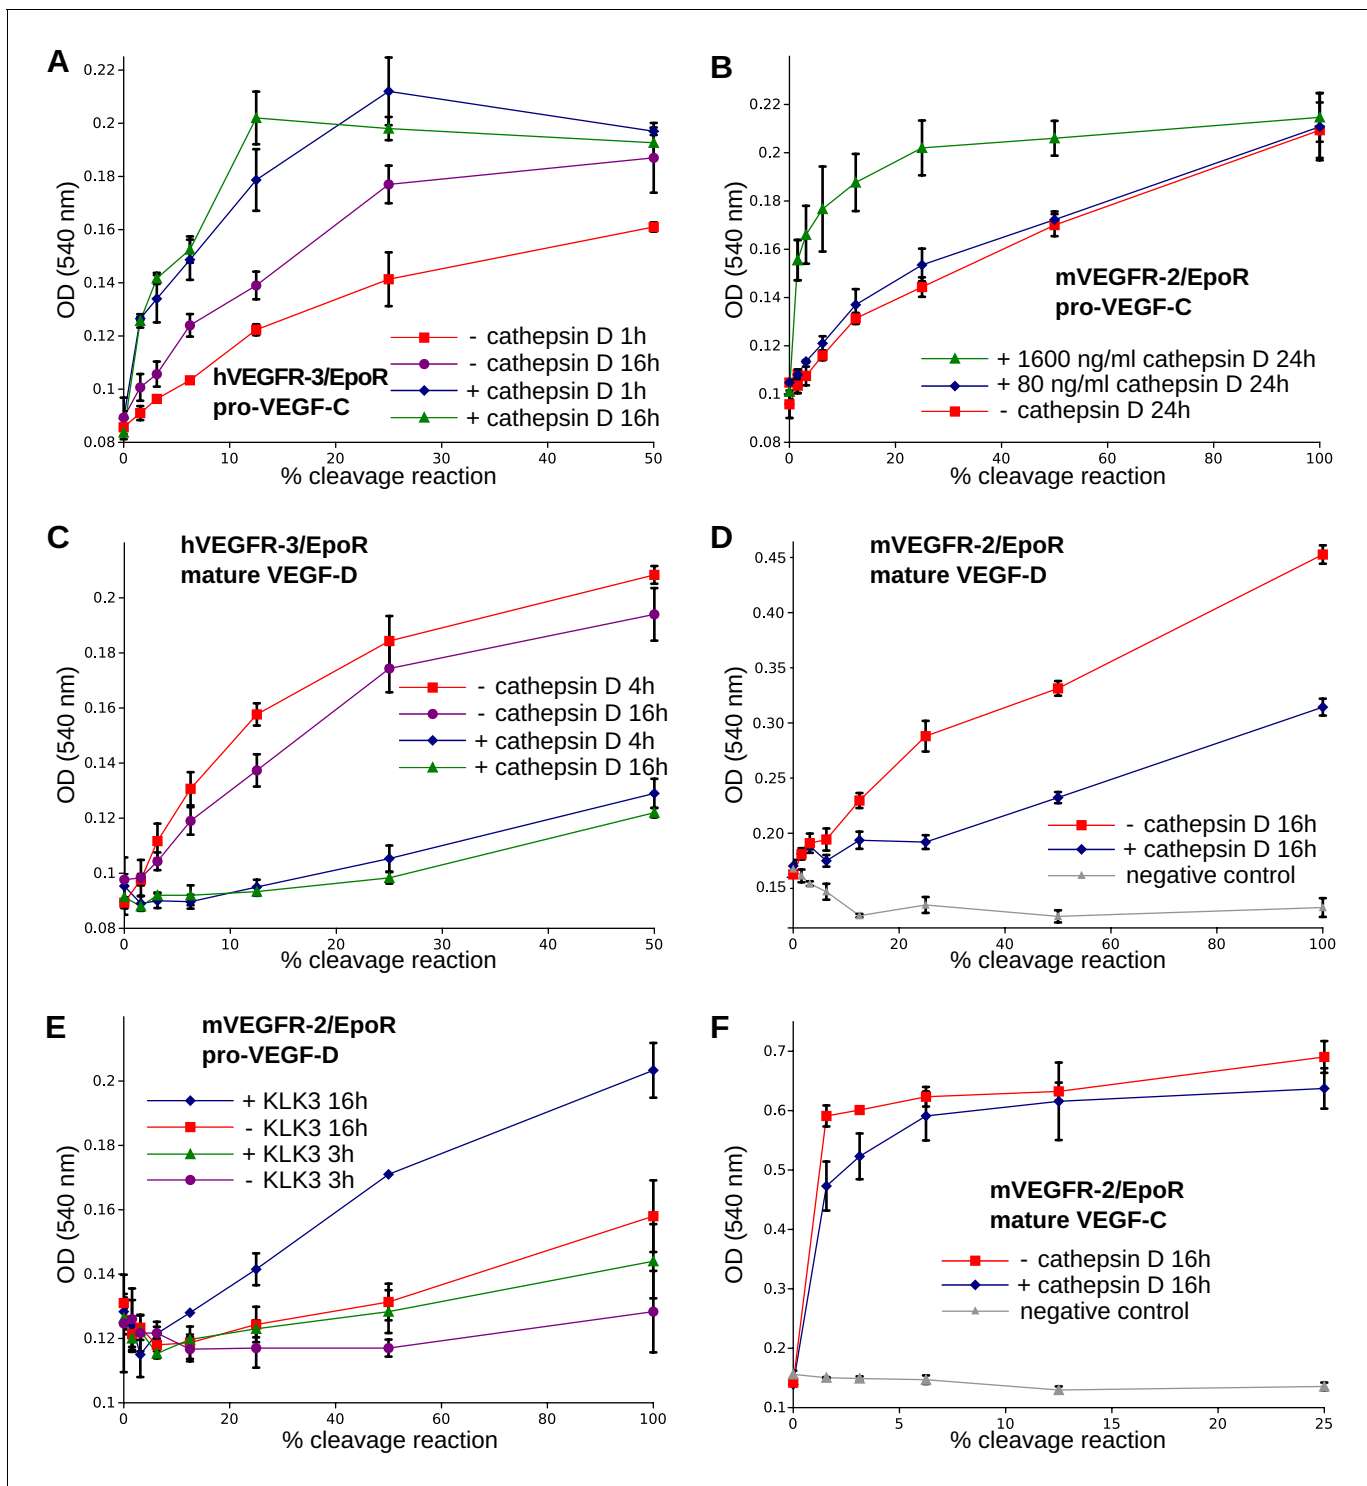 A
OD (540 nm)
0.22
0.2
0.18
0.16
0.14
0.12
0.1
0.08
0
10
20
30
40
50
% cleavage reaction
hVEGFR-3/EpoR
pro-VEGF-C
- cathepsin D 1h
- cathepsin D 16h
+ cathepsin D 1h
+ cathepsin D 16h
B
OD (540 nm)
0.22
0.2
0.18
0.16
0.14
0.12
0.1
0.08
0
20
40
60
80
100
% cleavage reaction
mVEGFR-2/EpoR
pro-VEGF-C
+ 1600 ng/ml cathepsin D 24h
+ 80 ng/ml cathepsin D 24h
- cathepsin D 24h
C
hVEGFR-3/EpoR
mature VEGF-D
OD (540 nm)
0.2
0.18
0.16
0.14
0.12
0.1
0.08
0
10
20
30
40
50
% cleavage reaction
- cathepsin D 4h
- cathepsin D 16h
+ cathepsin D 4h
+ cathepsin D 16h
D
mVEGFR-2/EpoR
mature VEGF-D
OD (540 nm)
0.45
0.40
0.35
0.30
0.25
0.20
0.15
0
20
40
60
80
100
% cleavage reaction
- cathepsin D 16h
+ cathepsin D 16h
negative control
E
mVEGFR-2/EpoR
pro-VEGF-D
OD (540 nm)
0.2
0.18
0.16
0.14
0.12
0.1
0
20
40
60
80
100
% cleavage reaction
+ KLK3 16h
- KLK3 16h
+ KLK3 3h
- KLK3 3h
F
OD (540 nm)
0.7
0.6
0.5
0.4
0.3
0.2
0.1
0
5
10
15
20
25
% cleavage reaction
mVEGFR-2/EpoR
mature VEGF-C
- cathepsin D 16h
+ cathepsin D 16h
negative control